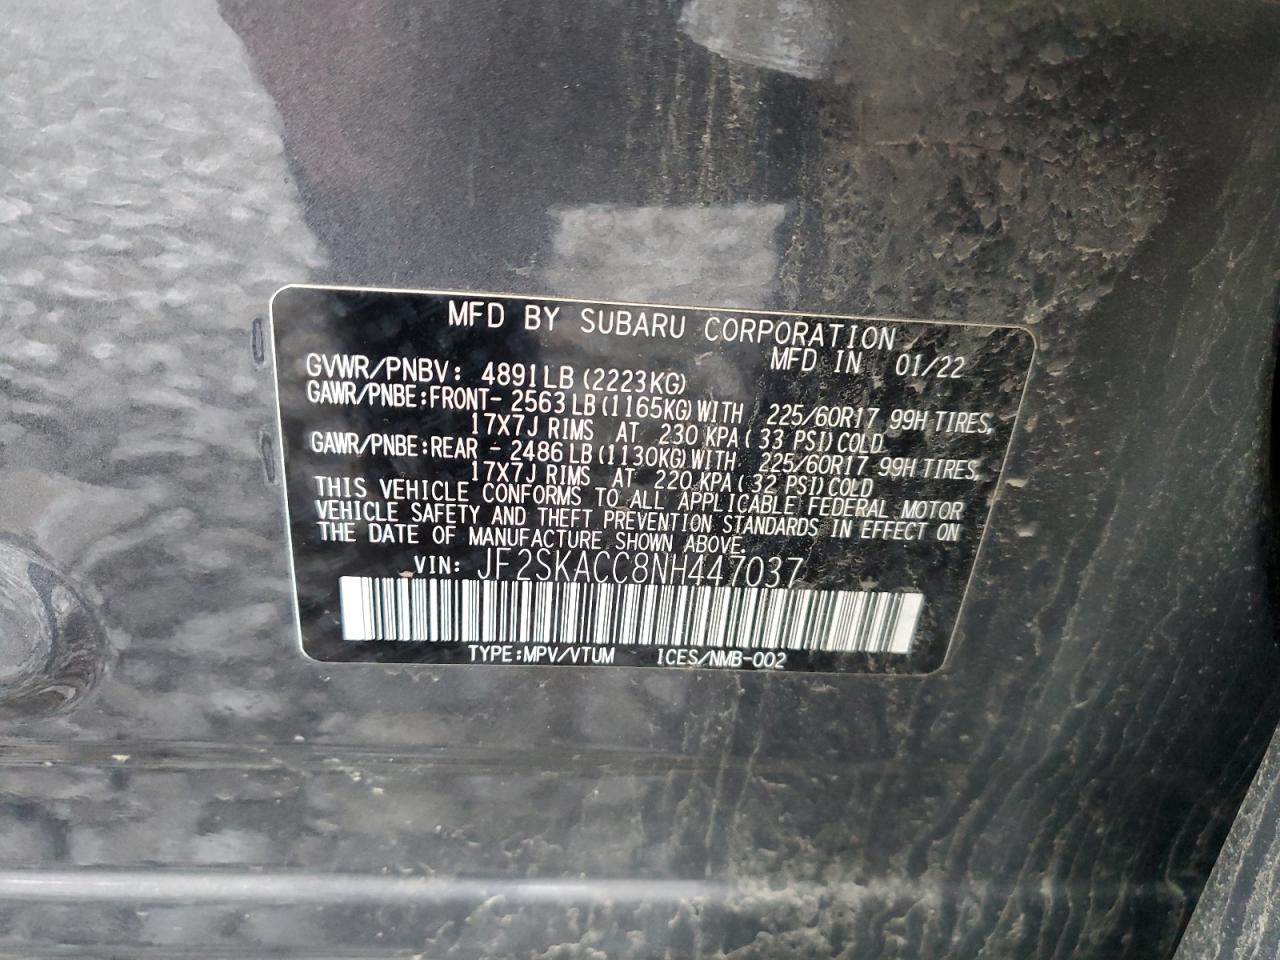 MFD BY SUBARU CORPORATION
MFD IN 01/22
GVWR/PNBV: 4891LB (2223KG)
GAWR/PNBE:FRONT- 2563 LB (1165KG) WITH 225/60R17 99H TIRES,
17X7J RIMS AT 230 KPA ( 33 PSI) COLD
GAWR/PNBE:REAR - 2486 LB (1130KG) WITH 225/60R17 99H TIRES,
17X7J RIMS AT 220 KPA ( 32 PSI) COLD
THIS VEHICLE CONFORMS TO ALL APPLICABLE FEDERAL MOTOR
VEHICLE SAFETY AND THEFT PREVENTION STANDARDS IN EFFECT ON
THE DATE OF MANUFACTURE SHOWN ABOVE.
VIN: JF2SKACC8NH447037
TYPE:MPV/VTUM ICES/NMB-002